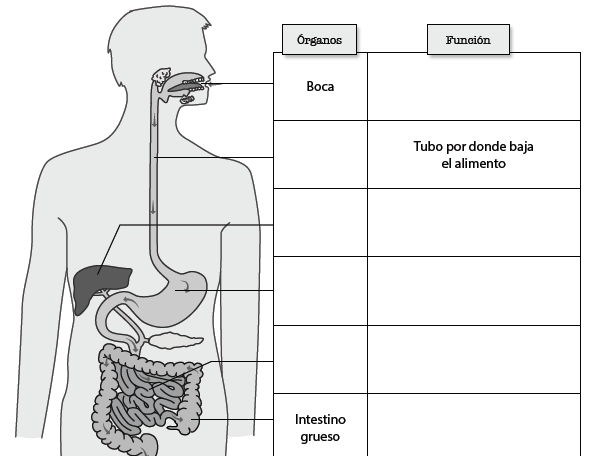 Órganos
Función
Boca
Tubo por donde baja
el alimento
Intestino
grueso